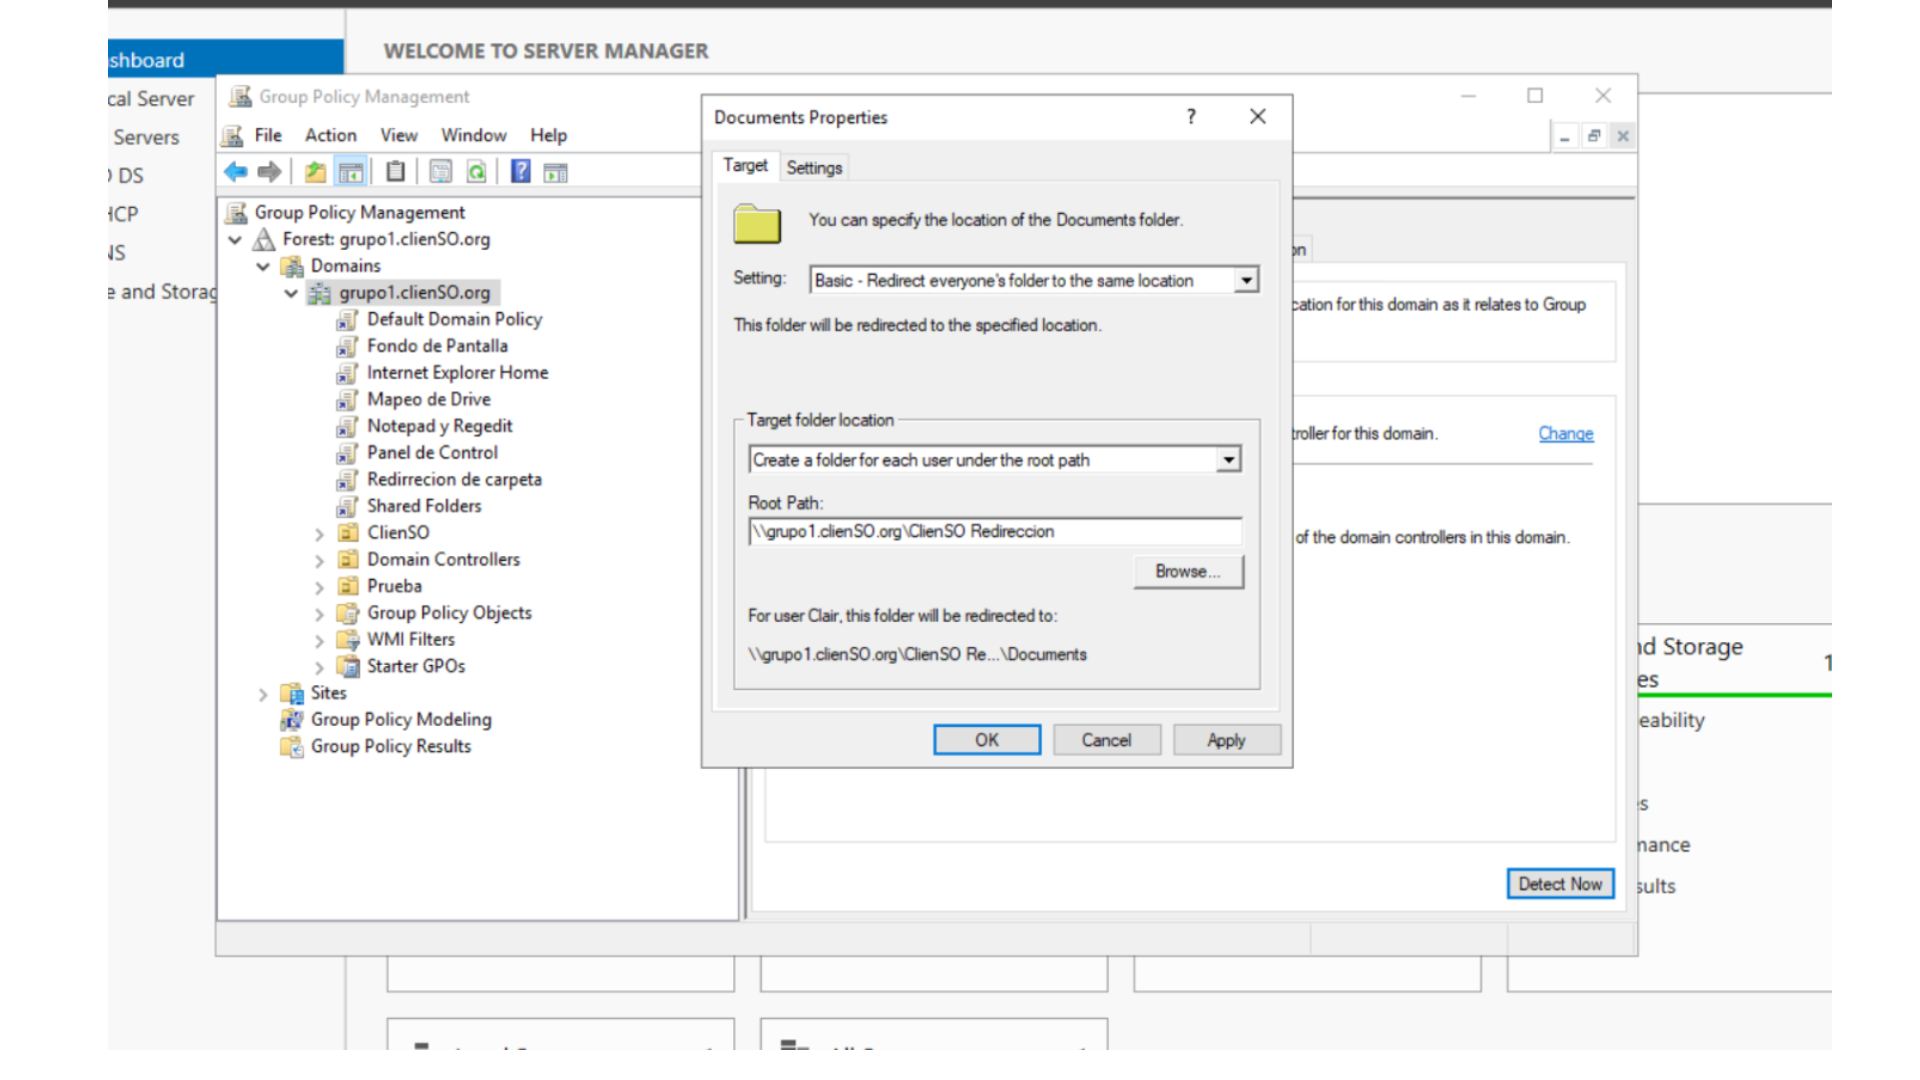 WELCOME TO SERVER MANAGER
shboard
cal Server
Servers
DS
HCP
NS
e and Storag
Group Policy Management
File Action View Window Help
Group Policy Management
Forest: grupo1.clienSO.org
Domains
grupo1.clienSO.org
Default Domain Policy
Fondo de Pantalla
Internet Explorer Home
Mapeo de Drive
Notepad y Regedit
Panel de Control
Redirrecion de carpeta
Shared Folders
ClienSO
Domain Controllers
Prueba
Group Policy Objects
WMI Filters
Starter GPOs
Sites
Group Policy Modeling
Group Policy Results
Documents Properties
Target Settings
You can specify the location of the Documents folder.
Setting: Basic - Redirect everyone's folder to the same location
This folder will be redirected to the specified location.
Target folder location
Create a folder for each user under the root path
Root Path:
\\grupo1.clienSO.org\ClienSO Redireccion
Browse...
For user Clair, this folder will be redirected to:
\\grupo1.clienSO.org\ClienSO Re...\Documents
OK Cancel Apply
on
cation for this domain as it relates to Group
troller for this domain. Change
of the domain controllers in this domain.
Detect Now
nd Storage
es
1
eability
s
mance
sults